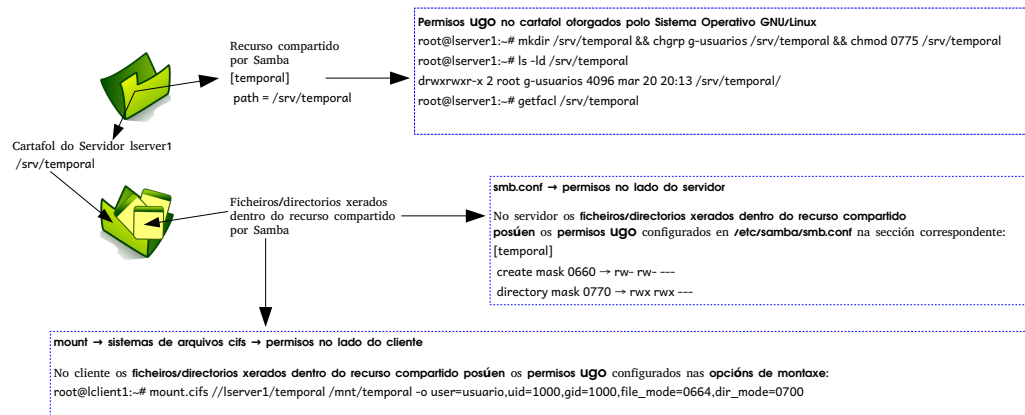 Permisos ugo no cartafol otorgados polo Sistema Operativo GNU/Linux
root@lserver1:~# mkdir /srv/temporal && chgrp g-usuarios /srv/temporal && chmod 0775 /srv/temporal
root@lserver1:~# ls -ld /srv/temporal
drwxrwxr-x 2 root g-usuarios 4096 mar 20 20:13 /srv/temporal/
root@lserver1:~# getfacl /srv/temporal
Recurso compartido
por Samba
[temporal]
path = /srv/temporal
Cartafol do Servidor lserver1
/srv/temporal
Ficheiros/directorios xerados
dentro do recurso compartido
por Samba
smb.conf → permisos no lado do servidor
No servidor os ficheiros/directorios xerados dentro do recurso compartido
posúen os permisos ugo configurados en /etc/samba/smb.conf na sección correspondente:
[temporal]
create mask 0660 → rw- rw- ---
directory mask 0770 → rwx rwx ---
mount → sistemas de arquivos cifs → permisos no lado do cliente
No cliente os ficheiros/directorios xerados dentro do recurso compartido posúen os permisos ugo configurados nas opcións de montaxe:
root@lclient1:~# mount.cifs //lserver1/temporal /mnt/temporal -o user=usuario,uid=1000,gid=1000,file_mode=0664,dir_mode=0700